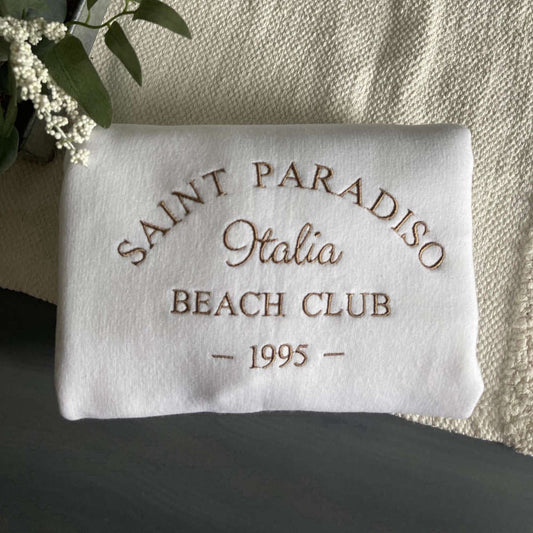 SAINT PARADISO
Italia
BEACH CLUB
– 1995 –